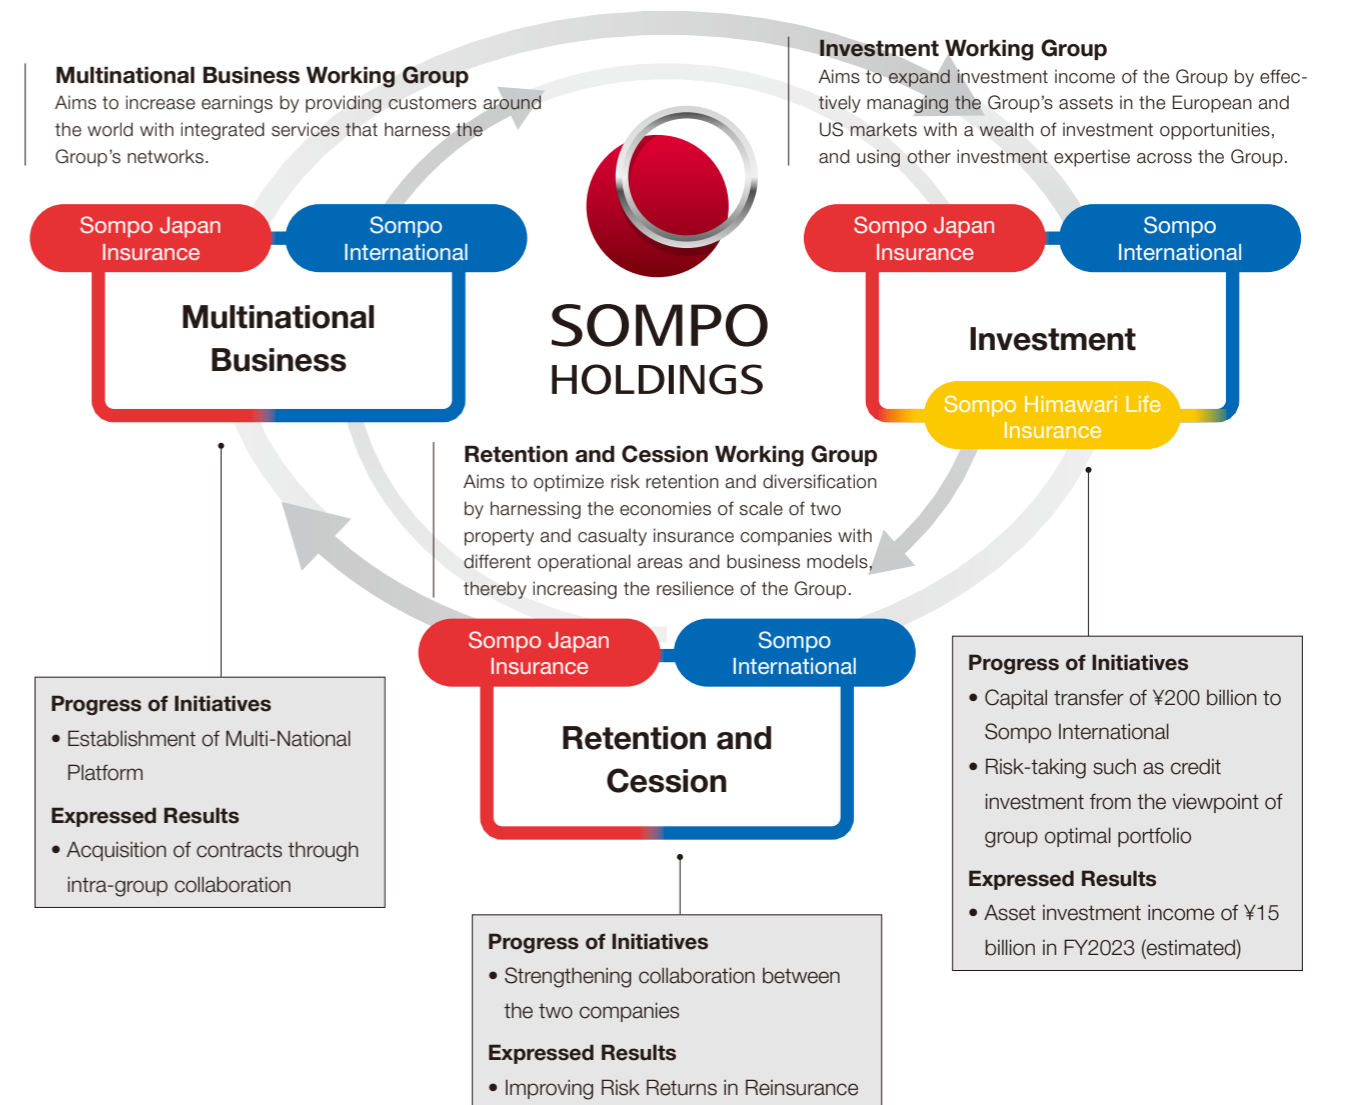 Multinational Business Working Group
Aims to increase earnings by providing customers around
the world with integrated services that harness the
Group's networks.
Sompo Japan
Insurance
Sompo
International
Multinational
Business
SOMPO
HOLDINGS
Investment Working Group
Aims to expand investment income of the Group by effec-
tively managing the Group's assets in the European and
US markets with a wealth of investment opportunities,
and using other investment expertise across the Group.
Sompo Japan
Insurance
Sompo
International
Investment
Sompo Himawari Life
Insurance
Retention and Cession Working Group
Aims to optimize risk retention and diversification
by harnessing the economies of scale of two
property and casualty insurance companies with
different operational areas and business models,
thereby increasing the resilience of the Group.
Sompo Japan
Insurance
Sompo
International
Retention and
Cession
Progress of Initiatives
• Establishment of Multi-National
Platform
Expressed Results
• Acquisition of contracts through
intra-group collaboration
Progress of Initiatives
• Strengthening collaboration between
the two companies
Expressed Results
• Improving Risk Returns in Reinsurance
Progress of Initiatives
• Capital transfer of ¥200 billion to
Sompo International
• Risk-taking such as credit
investment from the viewpoint of
group optimal portfolio
Expressed Results
• Asset investment income of ¥15
billion in FY2023 (estimated)